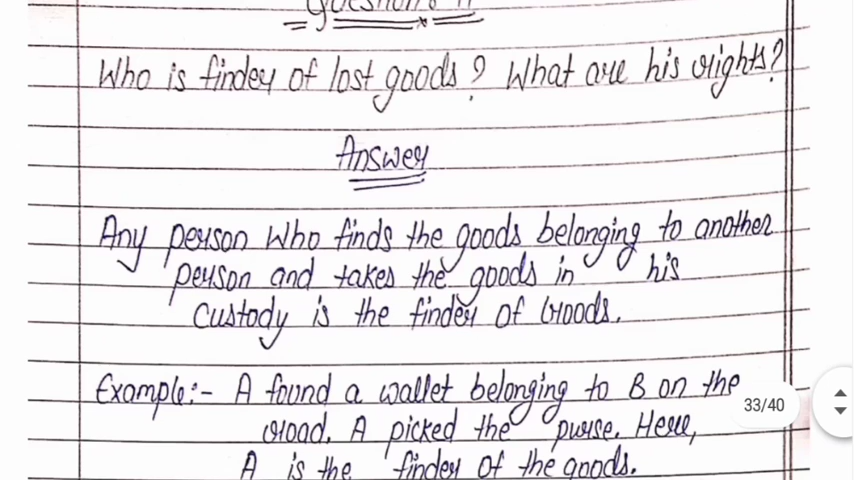 Who is finder of lost goods? What are his rights?
Answer
Any person who finds the goods belonging to another
person and takes the goods in his
custody is the finder of Goods.
Example:- A found a wallet belonging to B on the
33/40
road. A picked the purse. Here,
A is the finder of the goods.